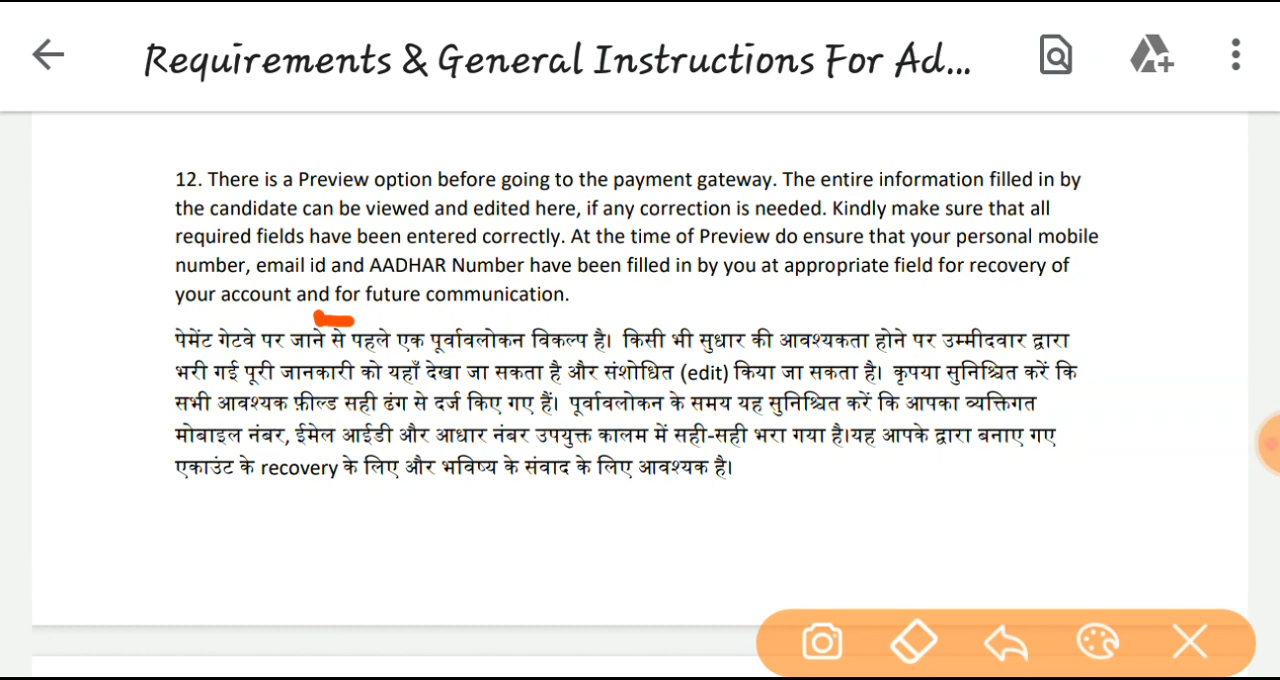 Requirements & General Instructions For Ad...
12. There is a Preview option before going to the payment gateway. The entire information filled in by
the candidate can be viewed and edited here, if any correction is needed. Kindly make sure that all
required fields have been entered correctly. At the time of Preview do ensure that your personal mobile
number, email id and AADHAR Number have been filled in by you at appropriate field for recovery of
your account and for future communication.
पेमेंट गेटवे पर जाने से पहले एक पूर्वावलोकन विकल्प है। किसी भी सुधार की आवश्यकता होने पर उम्मीदवार द्वारा
भरी गई पूरी जानकारी को यहाँ देखा जा सकता है और संशोधित (edit) किया जा सकता है। कृपया सुनिश्चित करें कि
सभी आवश्यक फ़ील्ड सही ढंग से दर्ज किए गए हैं। पूर्वावलोकन के समय यह सुनिश्चित करें कि आपका व्यक्तिगत
मोबाइल नंबर, ईमेल आईडी और आधार नंबर उपयुक्त कालम में सही-सही भरा गया है।यह आपके द्वारा बनाए गए
एकाउंट के recovery के लिए और भविष्य के संवाद के लिए आवश्यक है।